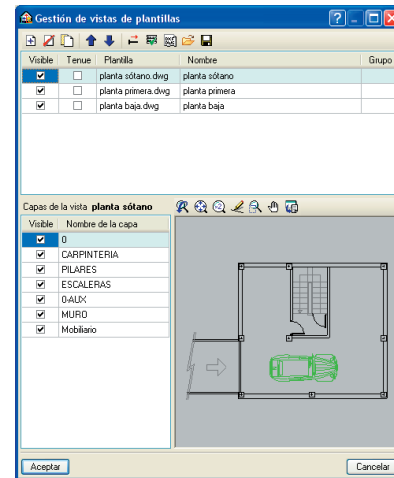 Gestión de vistas de plantillas
Visible Tenue Plantilla Nombre Grupo
planta sótano.dwg planta sótano
planta primera.dwg planta primera
planta baja.dwg planta baja
Capas de la vista planta sótano
Visible Nombre de la capa
0
CARPINTERIA
PILARES
ESCALERAS
0-AUX
MURO
Mobiliario
Aceptar Cancelar